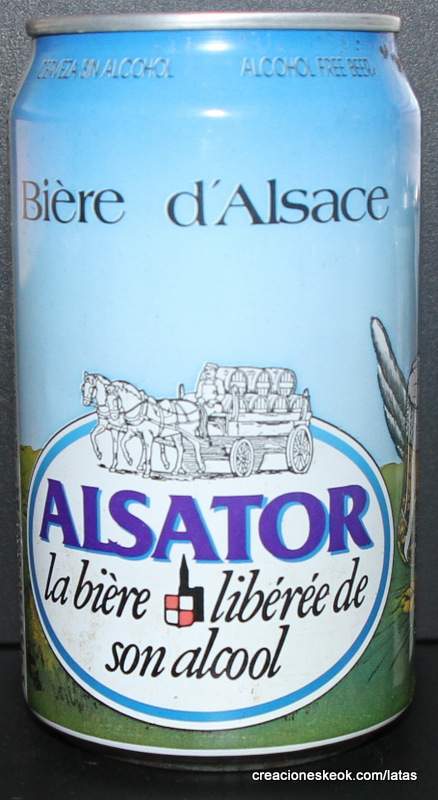 CERVEZA SIN ALCOHOL ALCOHOL FREE BEER
Bière d'Alsace
ALSATOR
la bière libérée de
son alcool
creacioneskeok.com/latas